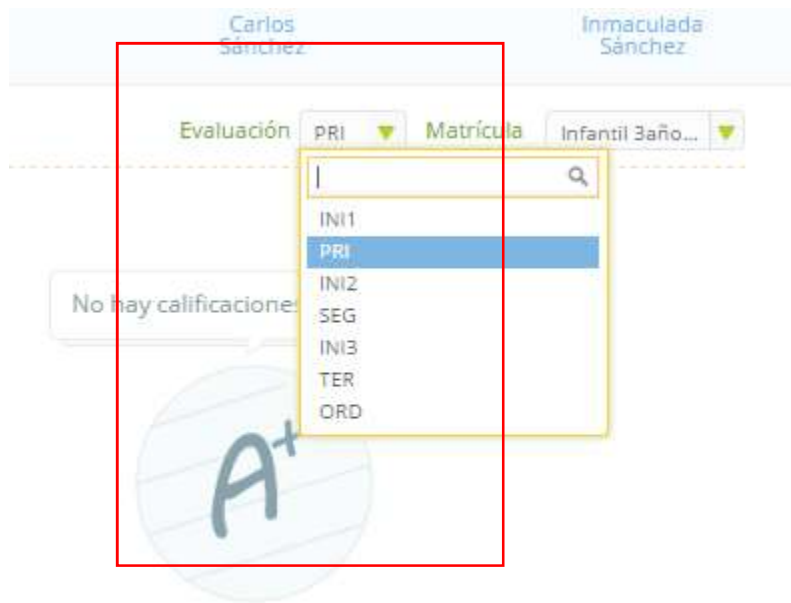 Carlos
Sánchez
Inmaculada
Sánchez
Evaluación PRI Matrícula Infantil 3año...
INI1
PRI
INI2
SEG
INI3
TER
ORD
No hay calificaciones
A+